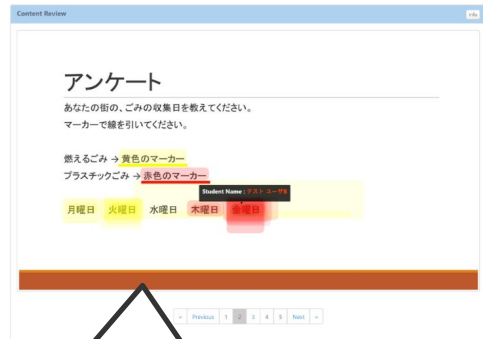 Content Review
Info
アンケート
あなたの街の、ごみの収集日を教えてください。
マーカーで線を引いてください。
燃えるごみ → 黄色のマーカー
プラスチックごみ → 赤色のマーカー
Student Name : テスト ユーザB
月曜日 火曜日 水曜日 木曜日 金曜日
« Previous 1 2 3 4 5 Next »